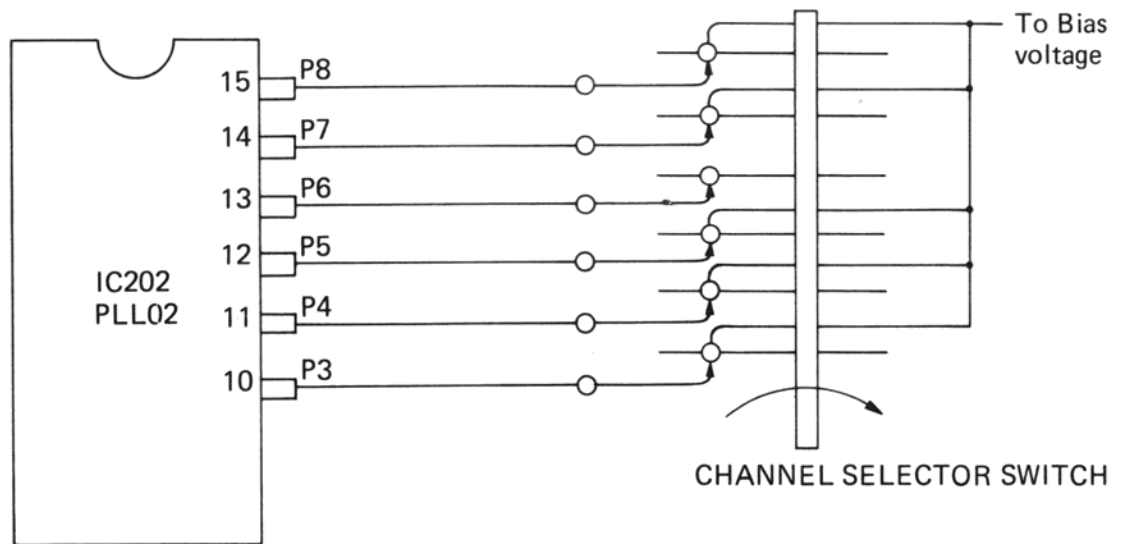 To Bias
voltage
15 P8
14 P7
13 P6
12 P5
11 P4
10 P3
IC202
PLL02
CHANNEL SELECTOR SWITCH